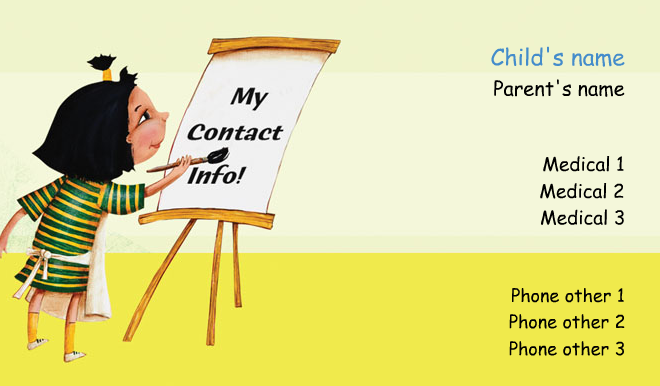 My
Contact
Info!
Child's name
Parent's name
Medical 1
Medical 2
Medical 3
Phone other 1
Phone other 2
Phone other 3